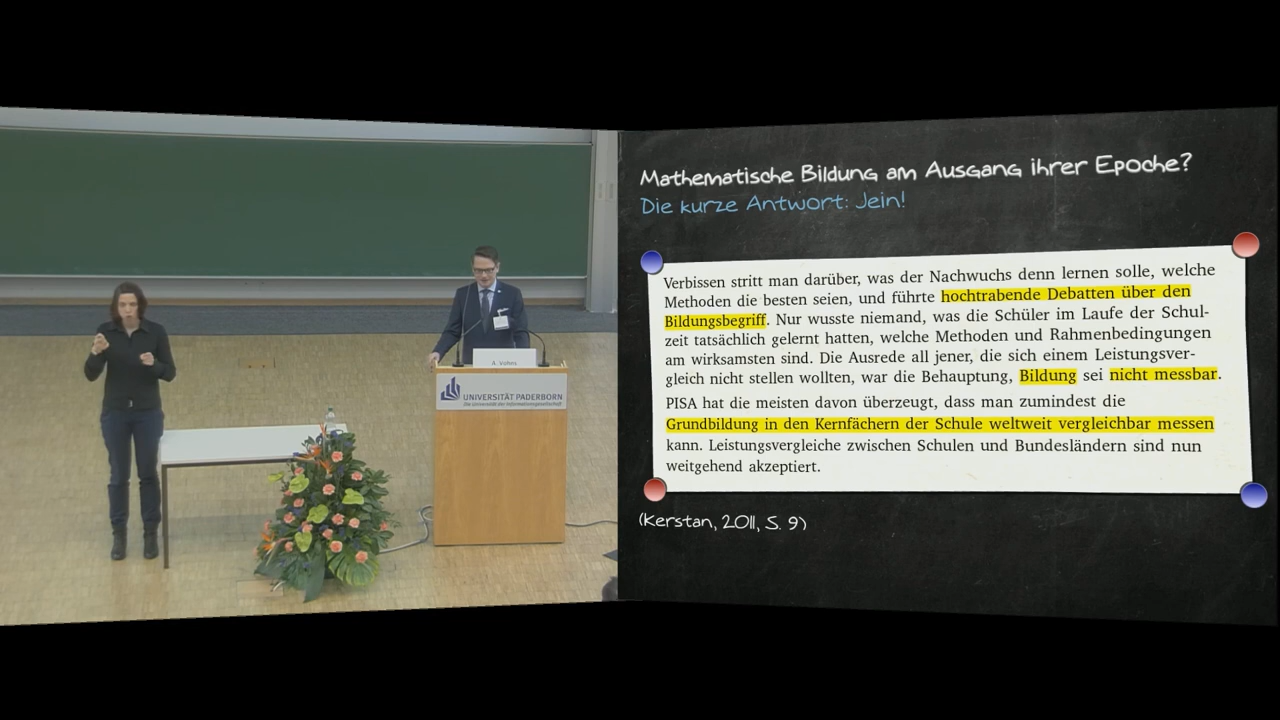 Mathematische Bildung am Ausgang ihrer Epoche?
Die kurze Antwort: Jein!
Verbissen stritt man darüber, was der Nachwuchs denn lernen solle, welche
Methoden die besten seien, und führte hochtrabende Debatten über den
Bildungsbegriff. Nur wusste niemand, was die Schüler im Laufe der Schul-
zeit tatsächlich gelernt hatten, welche Methoden und Rahmenbedingungen
am wirksamsten sind. Die Ausrede all jener, die sich einem Leistungsver-
gleich nicht stellen wollten, war die Behauptung, Bildung sei nicht messbar.
PISA hat die meisten davon überzeugt, dass man zumindest die
Grundbildung in den Kernfächern der Schule weltweit vergleichbar messen
kann. Leistungsvergleiche zwischen Schulen und Bundesländern sind nun
weitgehend akzeptiert.
(Kerstan, 2011, S. 9)
A. Vohns
UNIVERSITÄT PADERBORN
Die Universität der Informationsgesellschaft